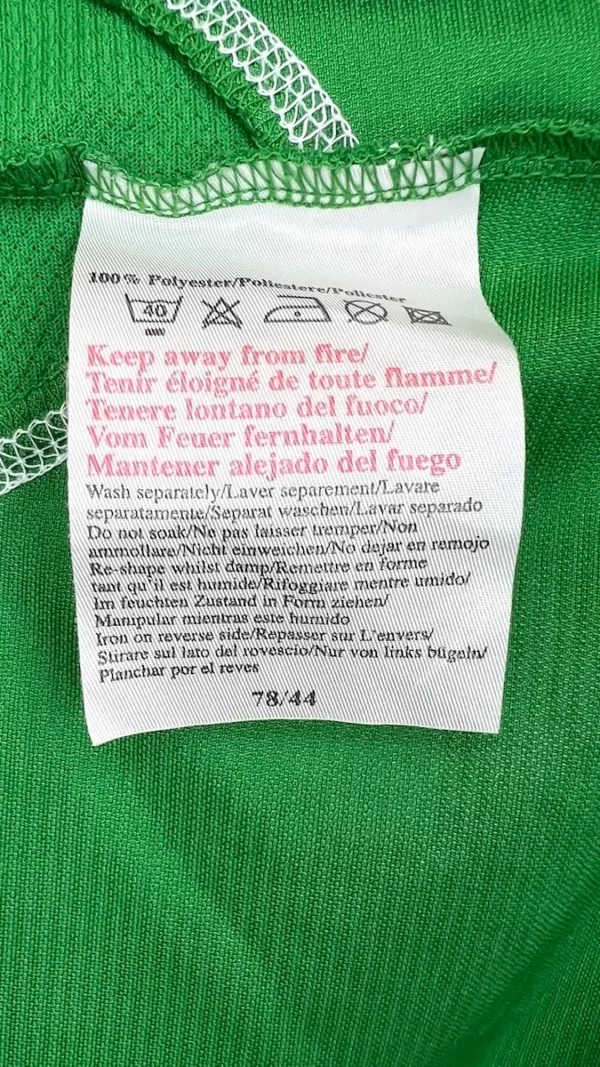 100% Polyester/Poliestere/Poliester
40
Keep away from fire/
Tenir éloigné de toute flamme/
Tenere lontano del fuoco/
Vom Feuer fernhalten/
Mantener alejado del fuego
Wash separately/Laver separement/Lavare
separatamente/Separat waschen/Lavar separado
Do not soak/Ne pas laisser tremper/Non
ammollare/Nicht einweichen/No dejar en remojo
Re-shape whilst damp/Remettre en forme
tant qu'il est humide/Rifoggiare mentre umido/
Im feuchten Zustand in Form ziehen/
Manipular mientras este humido
Iron on reverse side/Repasser sur L'envers/
Stirare sul lato del rovescio/Nur von links bügeln/
Planchar por el reves
78/44